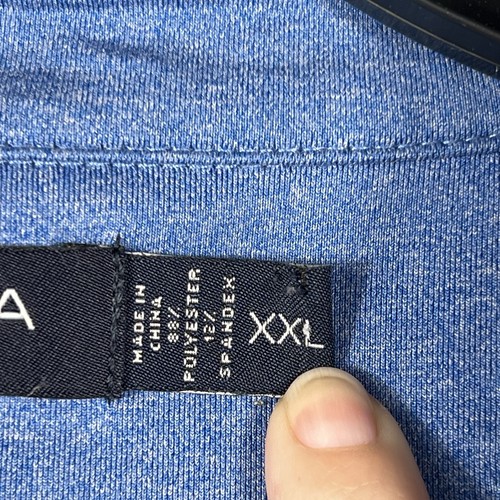 A
MADE IN
CHINA
88%
POLYESTER
12%
SPANDEX
XXL